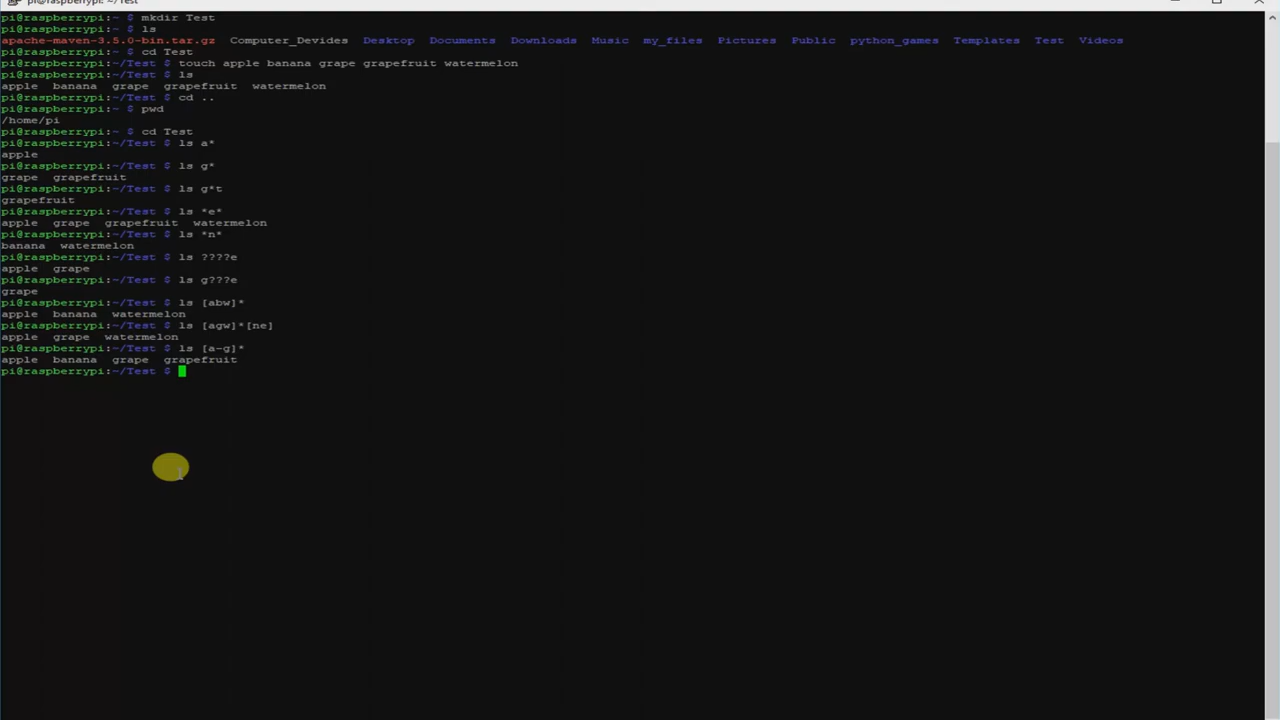 pi@raspberrypi: ~/Test
pi@raspberrypi:~ $ mkdir Test
pi@raspberrypi:~ $ ls
apache-maven-3.5.0-bin.tar.gz  Computer_Devides  Desktop  Documents  Downloads  Music  my_files  Pictures  Public  python_games  Templates  Test  Videos
pi@raspberrypi:~ $ cd Test
pi@raspberrypi:~/Test $ touch apple banana grape grapefruit watermelon
pi@raspberrypi:~/Test $ ls
apple  banana  grape  grapefruit  watermelon
pi@raspberrypi:~/Test $ cd ..
pi@raspberrypi:~ $ pwd
/home/pi
pi@raspberrypi:~ $ cd Test
pi@raspberrypi:~/Test $ ls a*
apple
pi@raspberrypi:~/Test $ ls g*
grape  grapefruit
pi@raspberrypi:~/Test $ ls g*t
grapefruit
pi@raspberrypi:~/Test $ ls *e*
apple  grape  grapefruit  watermelon
pi@raspberrypi:~/Test $ ls *n*
banana  watermelon
pi@raspberrypi:~/Test $ ls ????e
apple  grape
pi@raspberrypi:~/Test $ ls g???e
grape
pi@raspberrypi:~/Test $ ls [abw]*
apple  banana  watermelon
pi@raspberrypi:~/Test $ ls [agw]*[ne]
apple  grape  watermelon
pi@raspberrypi:~/Test $ ls [a-g]*
apple  banana  grape  grapefruit
pi@raspberrypi:~/Test $